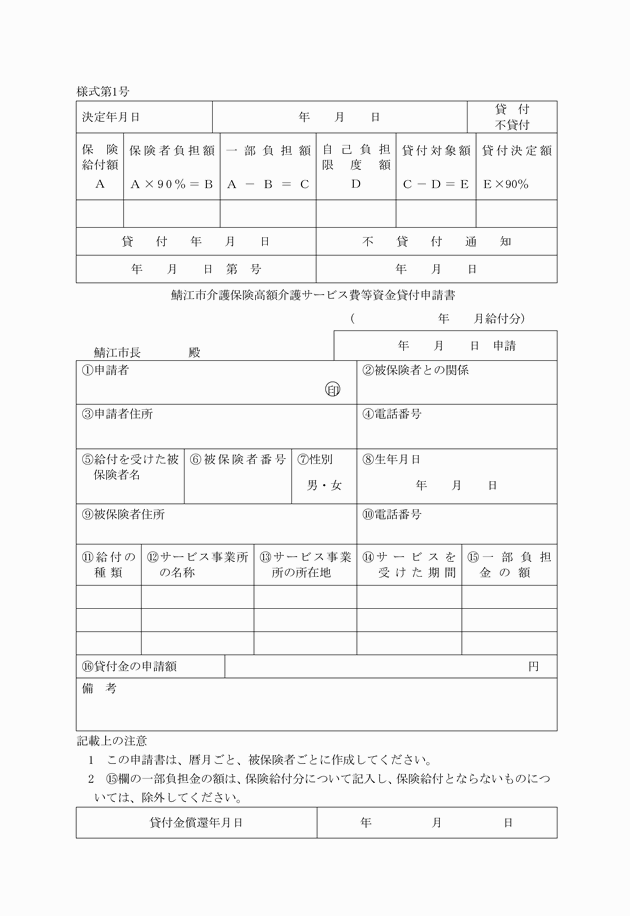 様式第1号
決定年月日 年 月 日 貸付
不貸付
保険給付額 保険者負担額 一部負担額 自己負担限度額 貸付対象額 貸付決定額
A A×90％＝B A－B＝C D C－D＝E E×90％
貸付年月日 不貸付通知
年 月 日 第 号 年 月 日
鯖江市介護保険高額介護サービス費等資金貸付申請書
（ 年 月給付分）
年 月 日 申請
鯖江市長 殿
①申請者 ㊞ ②被保険者との関係
③申請者住所 ④電話番号
⑤給付を受けた被保険者名 ⑥被保険者番号 ⑦性別 ⑧生年月日
男・女 年 月 日
⑨被保険者住所 ⑩電話番号
⑪給付の種類 ⑫サービス事業所の名称 ⑬サービス事業所の所在地 ⑭サービスを受けた期間 ⑮一部負担金の額
⑯貸付金の申請額 円
備考
記載上の注意
1 この申請書は、暦月ごと、被保険者ごとに作成してください。
2 ⑮欄の一部負担金の額は、保険給付分について記入し、保険給付とならないものにつ
いては、除外してください。
貸付金償還年月日 年 月 日